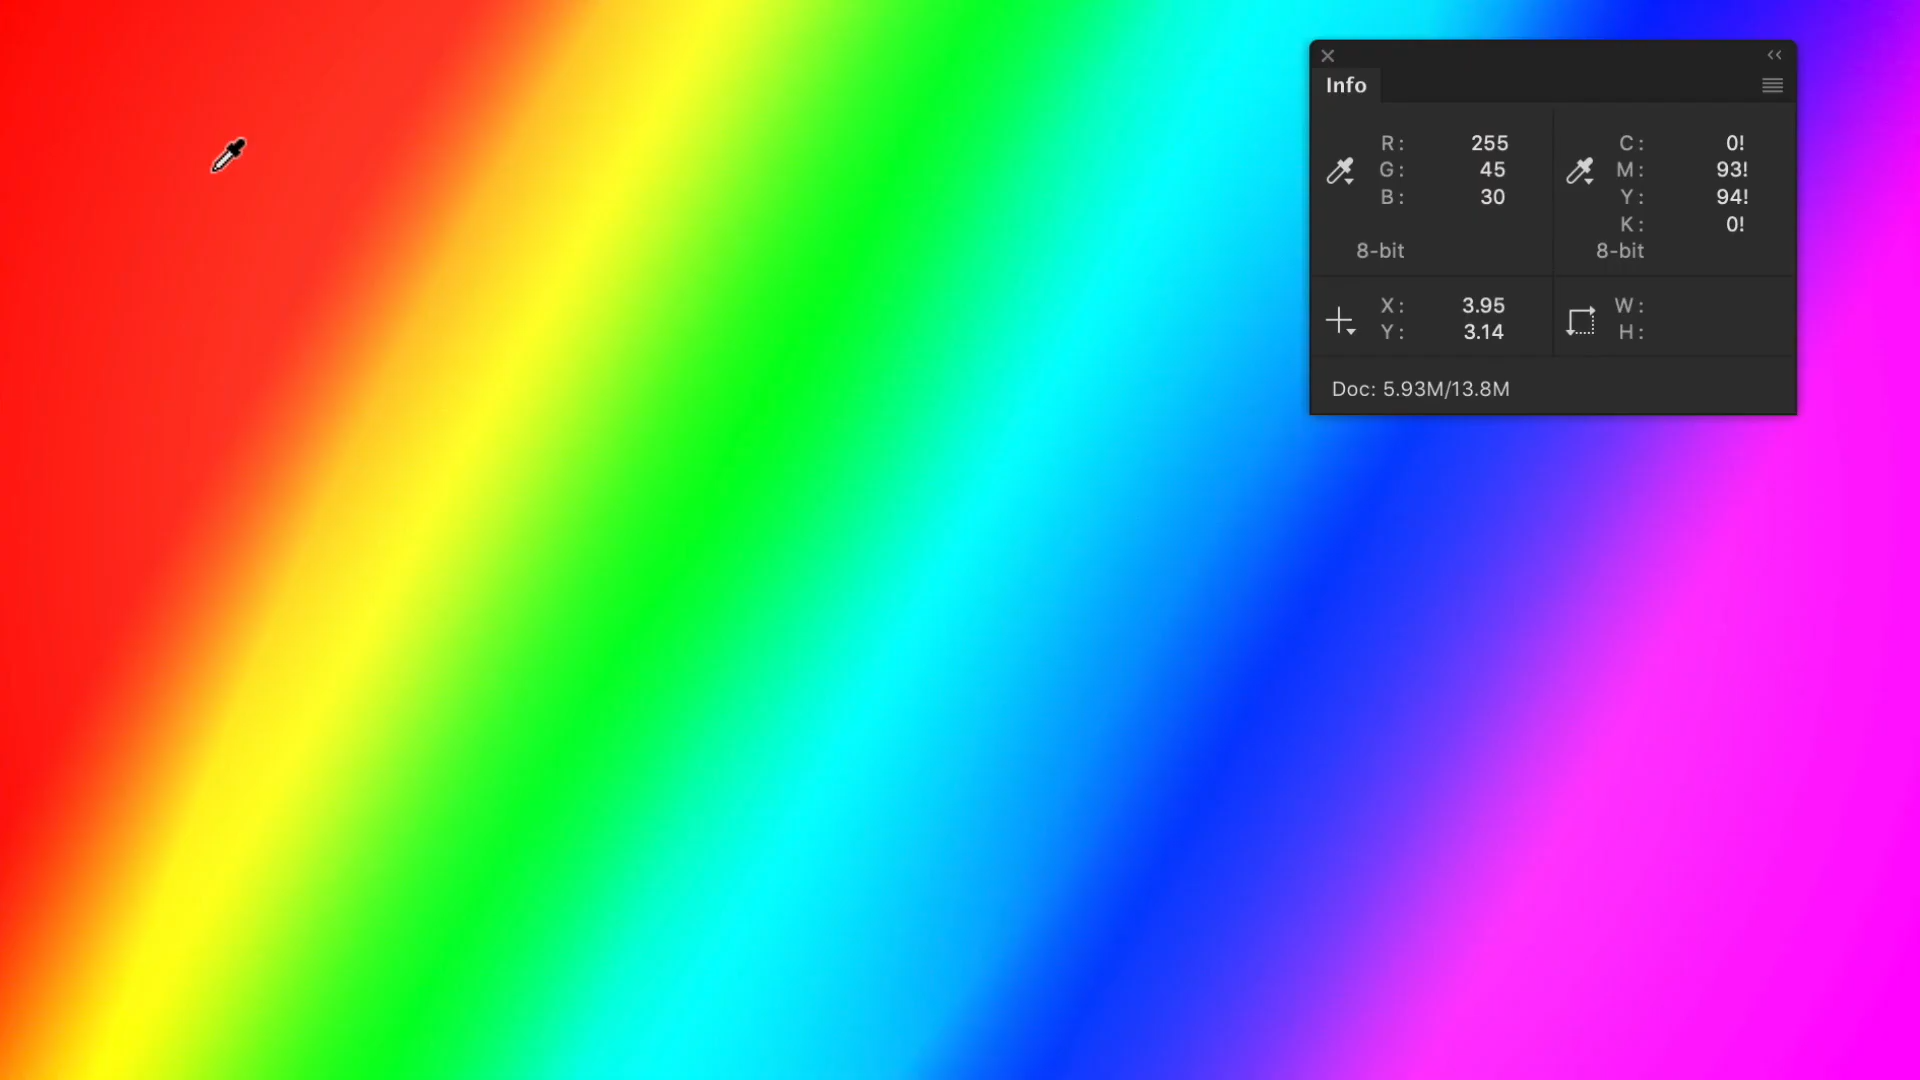 Info
R: 255
G: 45
B: 30
8-bit
C: 0!
M: 93!
Y: 94!
K: 0!
8-bit
X: 3.95
Y: 3.14
W:
H:
Doc: 5.93M/13.8M